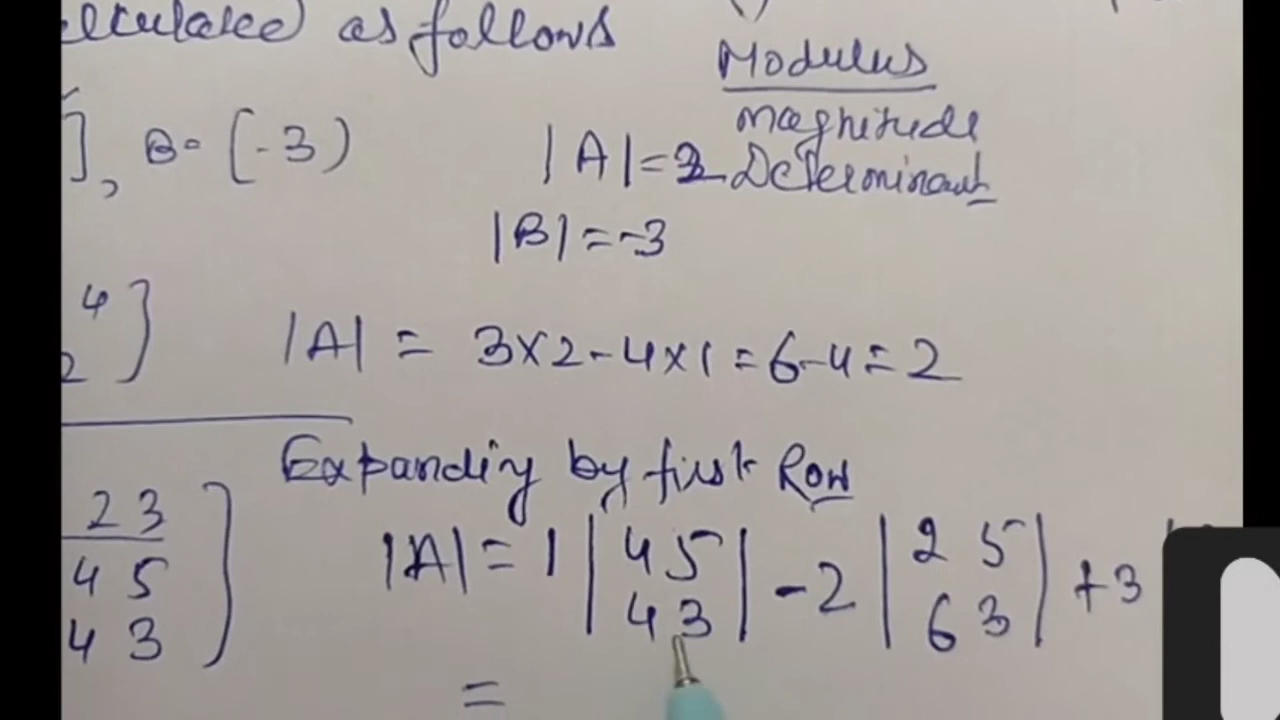 as follows
Modulus
magnitude
], B= [-3)
|A|=2 Determinant
|B|=-3
4
2 ]
|A| = 3x2-4x1=6-4=2
Expanding by first Row
2 3
4 5
4 3
|A| = 1 |4 5| -2 |2 5| +3
|4 3| |6 3|
=